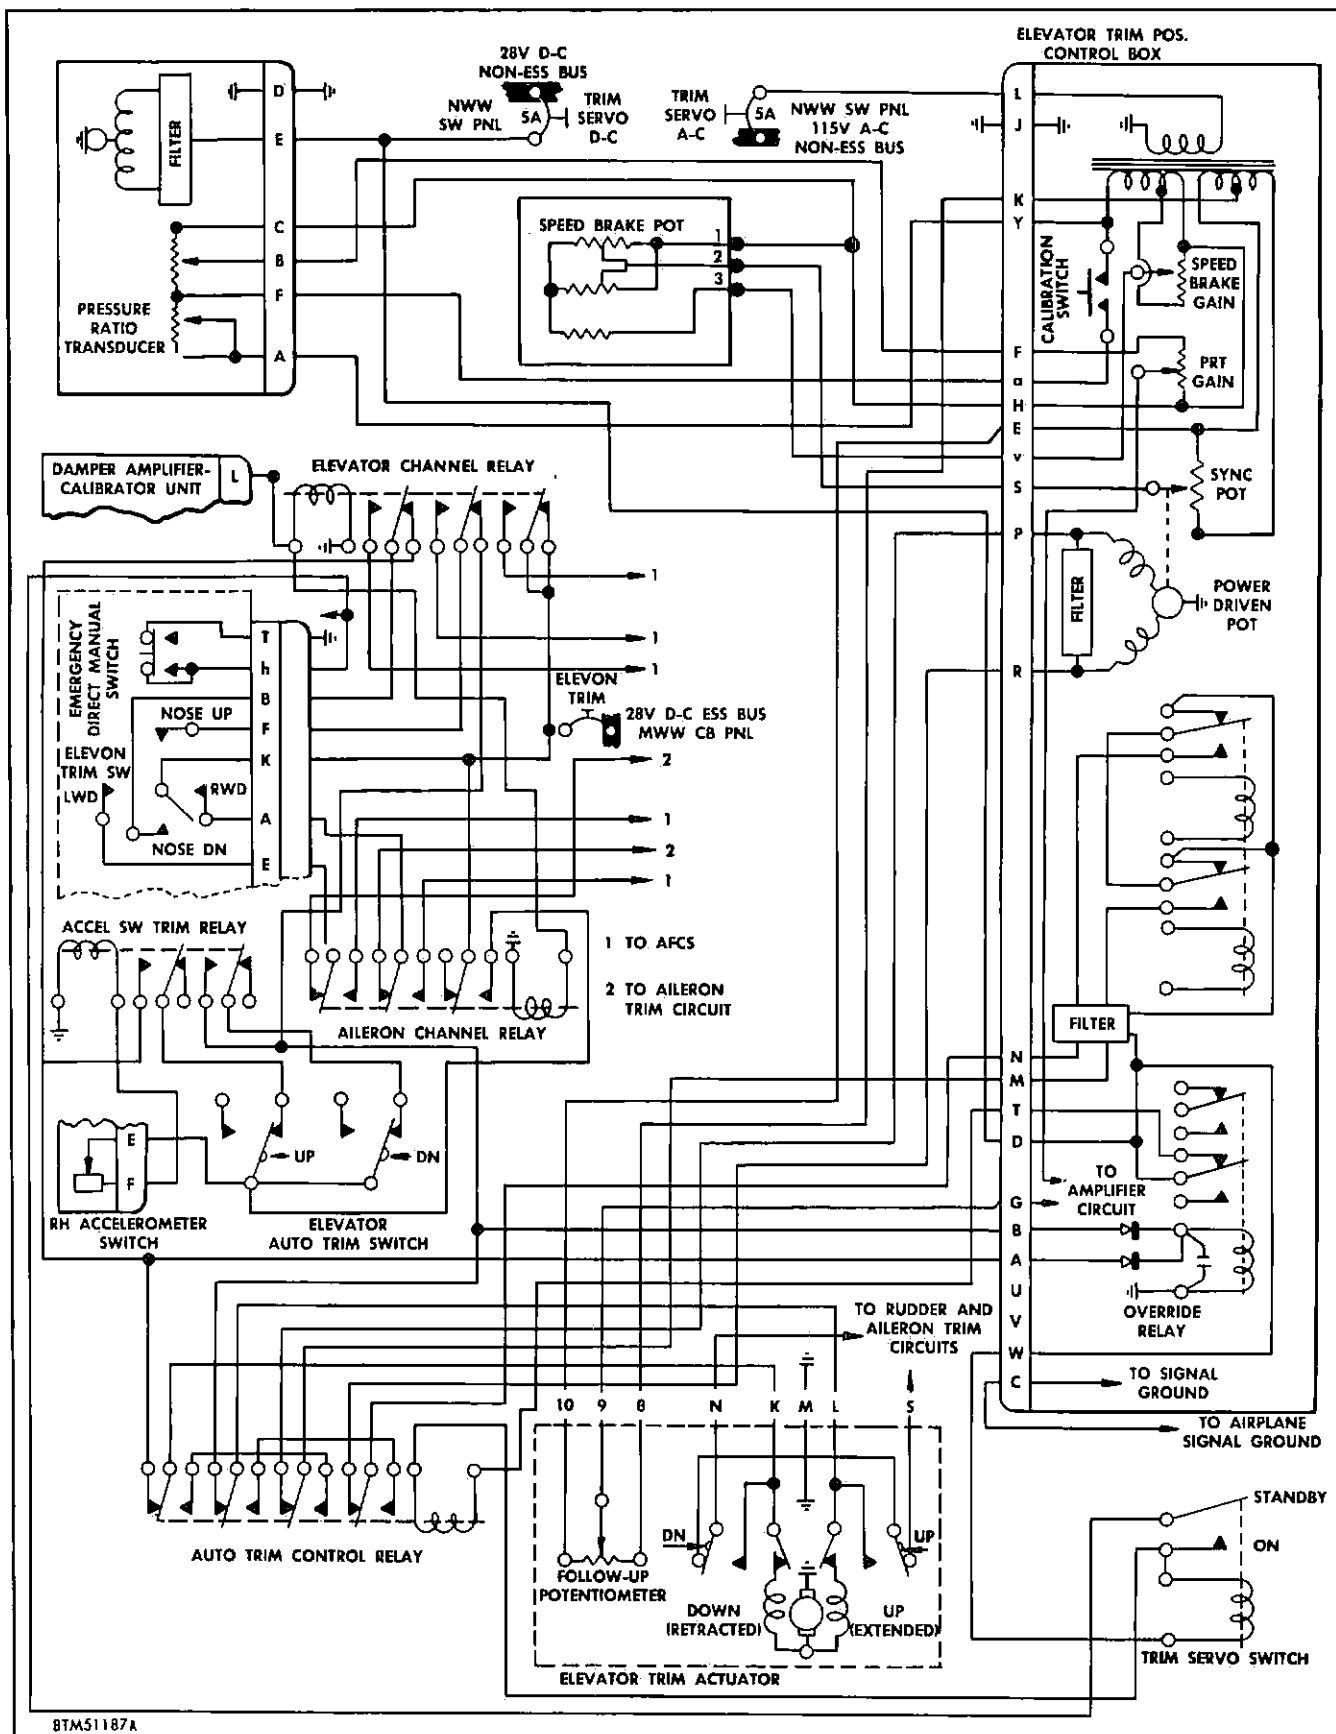 ELEVATOR TRIM POS.
CONTROL BOX
28V D-C
NON-ESS BUS
NWW
SW PNL
5A
TRIM
SERVO
D-C
TRIM
SERVO
A-C
5A
NWW SW PNL
115V A-C
NON-ESS BUS
FILTER
D
E
C
B
F
A
PRESSURE
RATIO
TRANSDUCER
SPEED BRAKE POT
1
2
3
L
J
K
Y
F
a
H
E
v
S
P
R
N
M
T
D
G
B
A
U
V
W
C
CALIBRATION
SWITCH
SPEED
BRAKE
GAIN
PRT
GAIN
SYNC
POT
FILTER
POWER
DRIVEN
POT
DAMPER AMPLIFIER-
CALIBRATOR UNIT
L
ELEVATOR CHANNEL RELAY
1
1
1
EMERGENCY
DIRECT MANUAL
SWITCH
T
h
B
F
K
A
E
NOSE UP
ELEVON
TRIM SW
LWD
RWD
NOSE DN
ELEVON
TRIM
28V D-C ESS BUS
MWW CB PNL
2
1
2
1
ACCEL SW TRIM RELAY
1 TO AFCS
2 TO AILERON
TRIM CIRCUIT
AILERON CHANNEL RELAY
FILTER
E
F
UP
DN
RH ACCELEROMETER
SWITCH
ELEVATOR
AUTO TRIM SWITCH
TO
AMPLIFIER
CIRCUIT
OVERRIDE
RELAY
TO RUDDER AND
AILERON TRIM
CIRCUITS
TO SIGNAL
GROUND
TO AIRPLANE
SIGNAL GROUND
10
9
8
N
K
M
L
S
AUTO TRIM CONTROL RELAY
DN
UP
FOLLOW-UP
POTENTIOMETER
DOWN
(RETRACTED)
UP
(EXTENDED)
ELEVATOR TRIM ACTUATOR
STANDBY
ON
TRIM SERVO SWITCH
BTM51187A